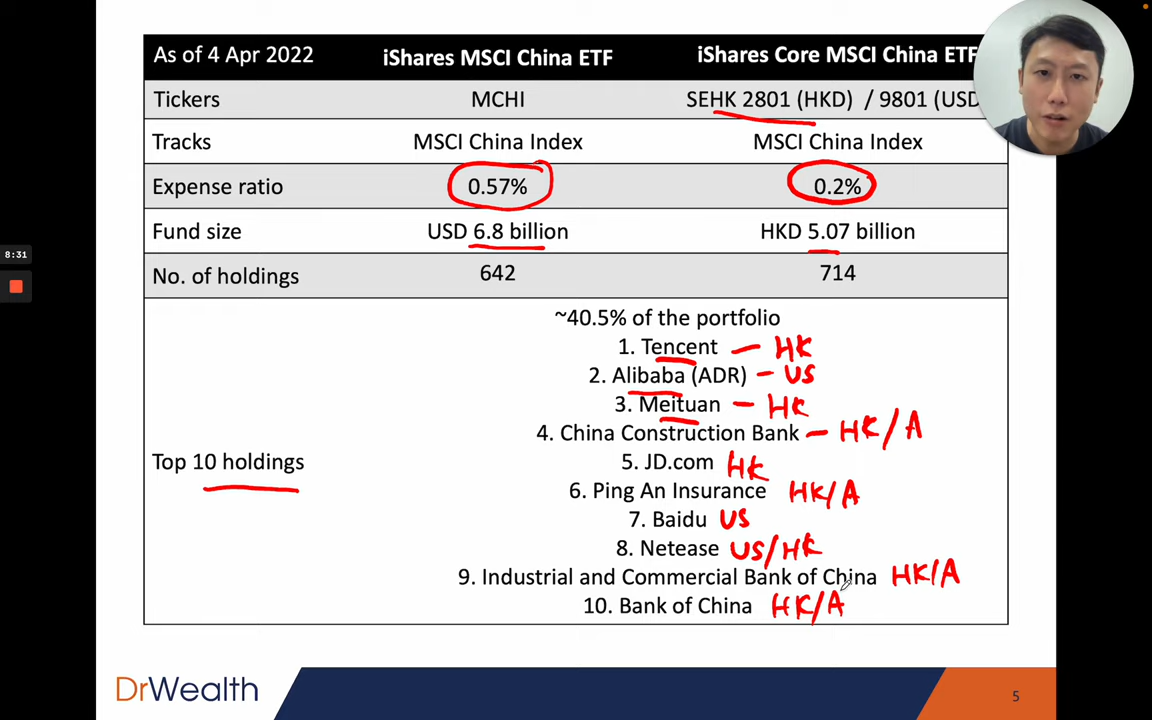 As of 4 Apr 2022 iShares MSCI China ETF iShares Core MSCI China ETF
Tickers MCHI SEHK 2801 (HKD) / 9801 (USD
Tracks MSCI China Index MSCI China Index
Expense ratio 0.57% 0.2%
8:31
Fund size USD 6.8 billion HKD 5.07 billion
No. of holdings 642 714
~40.5% of the portfolio
1. Tencent — HK
2. Alibaba (ADR) — US
3. Meituan — HK
4. China Construction Bank — HK/A
Top 10 holdings 5. JD.com HK
6. Ping An Insurance HK/A
7. Baidu US
8. Netease US/HK
9. Industrial and Commercial Bank of China HK/A
10. Bank of China HK/A
DrWealth 5